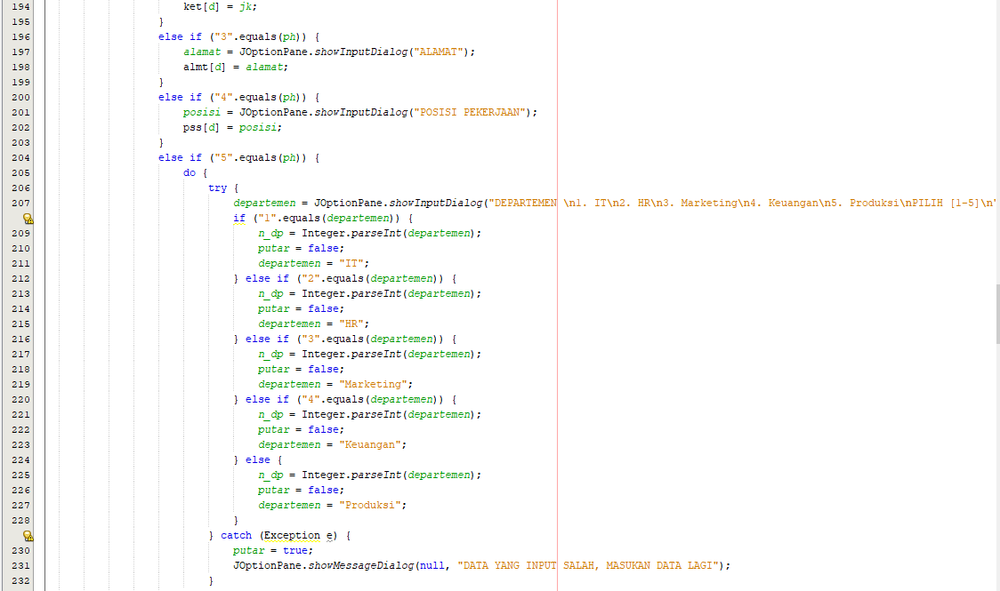 194 ket[d] = jk;
195 }
196 else if ("3".equals(ph)) {
197 alamat = JOptionPane.showInputDialog("ALAMAT");
198 almt[d] = alamat;
199 }
200 else if ("4".equals(ph)) {
201 posisi = JOptionPane.showInputDialog("POSISI PEKERJAAN");
202 pss[d] = posisi;
203 }
204 else if ("5".equals(ph)) {
205 do {
206 try {
207 departemen = JOptionPane.showInputDialog("DEPARTEMEN \n1. IT\n2. HR\n3. Marketing\n4. Keuangan\n5. Produksi\nPILIH [1-5]\n"
if ("1".equals(departemen)) {
209 n_dp = Integer.parseInt(departemen);
210 putar = false;
211 departemen = "IT";
212 } else if ("2".equals(departemen)) {
213 n_dp = Integer.parseInt(departemen);
214 putar = false;
215 departemen = "HR";
216 } else if ("3".equals(departemen)) {
217 n_dp = Integer.parseInt(departemen);
218 putar = false;
219 departemen = "Marketing";
220 } else if ("4".equals(departemen)) {
221 n_dp = Integer.parseInt(departemen);
222 putar = false;
223 departemen = "Keuangan";
224 } else {
225 n_dp = Integer.parseInt(departemen);
226 putar = false;
227 departemen = "Produksi";
228 }
} catch (Exception e) {
230 putar = true;
231 JOptionPane.showMessageDialog(null, "DATA YANG INPUT SALAH, MASUKAN DATA LAGI");
232 }